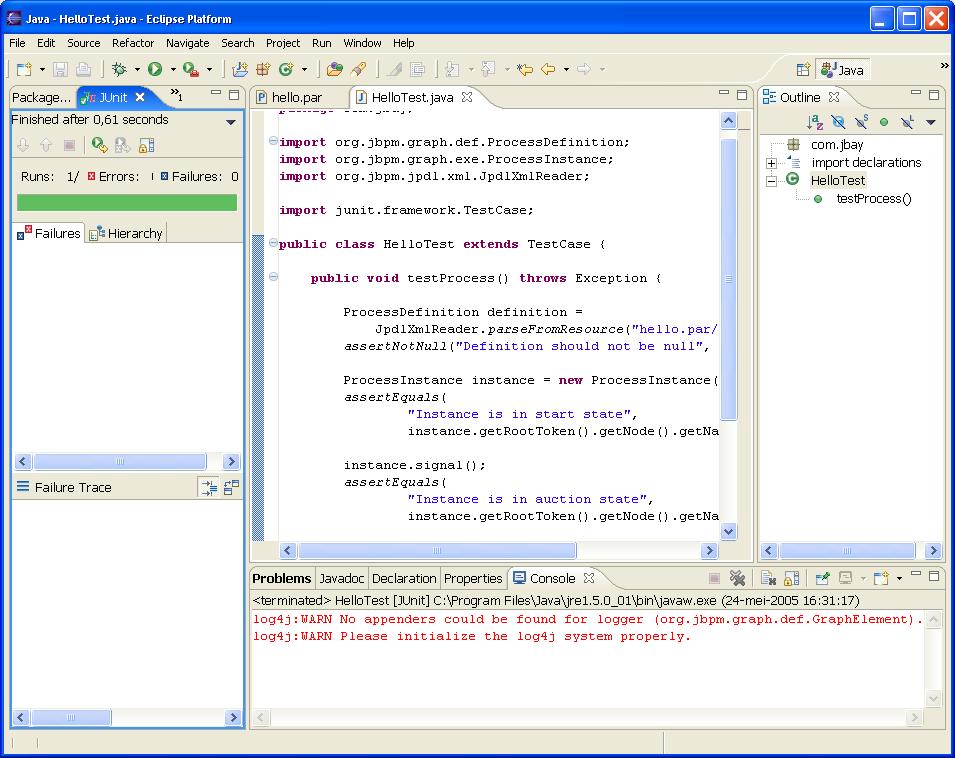 Java - HelloTest.java - Eclipse Platform
File Edit Source Refactor Navigate Search Project Run Window Help
Java
»
Package... JUnit »1
Finished after 0,61 seconds
Runs: 1/ Errors: Failures: 0
Failures Hierarchy
Failure Trace
hello.par HelloTest.java
import org.jbpm.graph.def.ProcessDefinition;
import org.jbpm.graph.exe.ProcessInstance;
import org.jbpm.jpdl.xml.JpdlXmlReader;
import junit.framework.TestCase;
public class HelloTest extends TestCase {
public void testProcess() throws Exception {
ProcessDefinition definition =
JpdlXmlReader.parseFromResource("hello.par/
assertNotNull("Definition should not be null",
ProcessInstance instance = new ProcessInstance(
assertEquals(
"Instance is in start state",
instance.getRootToken().getNode().getNa
instance.signal();
assertEquals(
"Instance is in auction state",
instance.getRootToken().getNode().getNa
Outline
com.jbay
import declarations
HelloTest
testProcess()
Problems Javadoc Declaration Properties Console
<terminated> HelloTest [JUnit] C:\Program Files\Java\jre1.5.0_01\bin\javaw.exe (24-mei-2005 16:31:17)
log4j:WARN No appenders could be found for logger (org.jbpm.graph.def.GraphElement).
log4j:WARN Please initialize the log4j system properly.